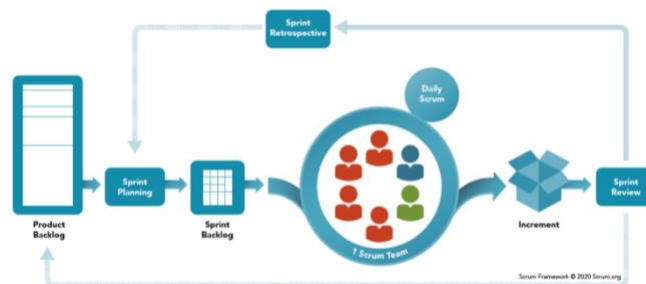 Sprint
Retrospective
Daily
Scrum
Sprint
Planning
Sprint
Review
Product
Backlog
Sprint
Backlog
1 Scrum Team
Increment
Scrum Framework © 2020 Scrum.org